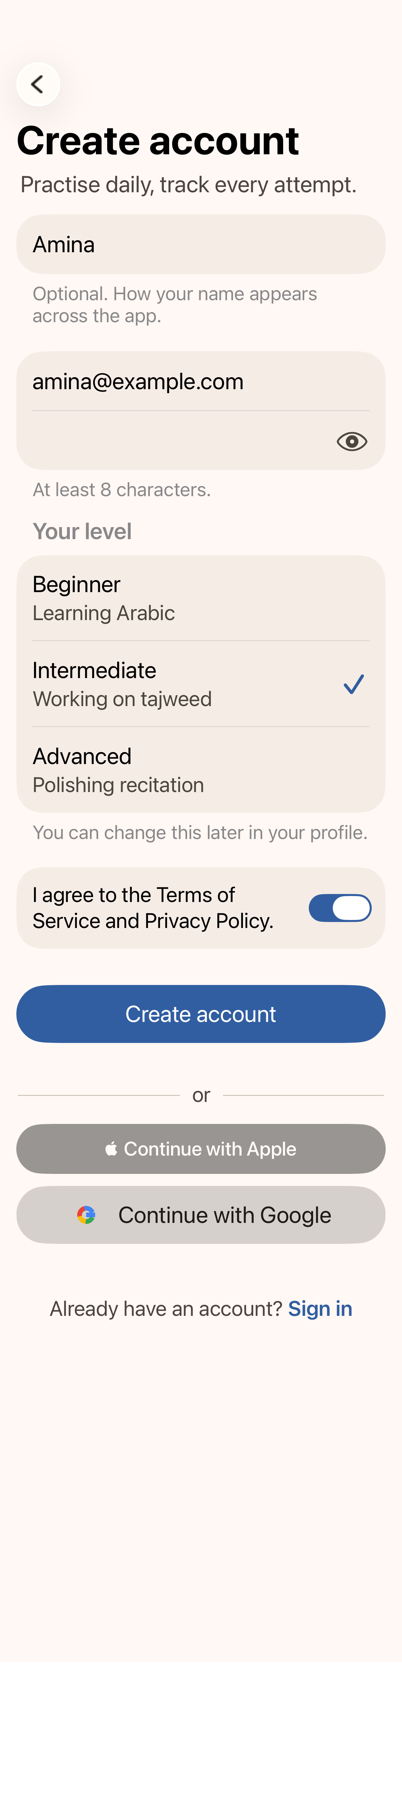 Create account
Practise daily, track every attempt.
Amina
Optional. How your name appears
across the app.
amina@example.com
At least 8 characters.
Your level
Beginner
Learning Arabic
Intermediate
Working on tajweed
Advanced
Polishing recitation
You can change this later in your profile.
I agree to the Terms of
Service and Privacy Policy.
Create account
or
Continue with Apple
Continue with Google
Already have an account? Sign in